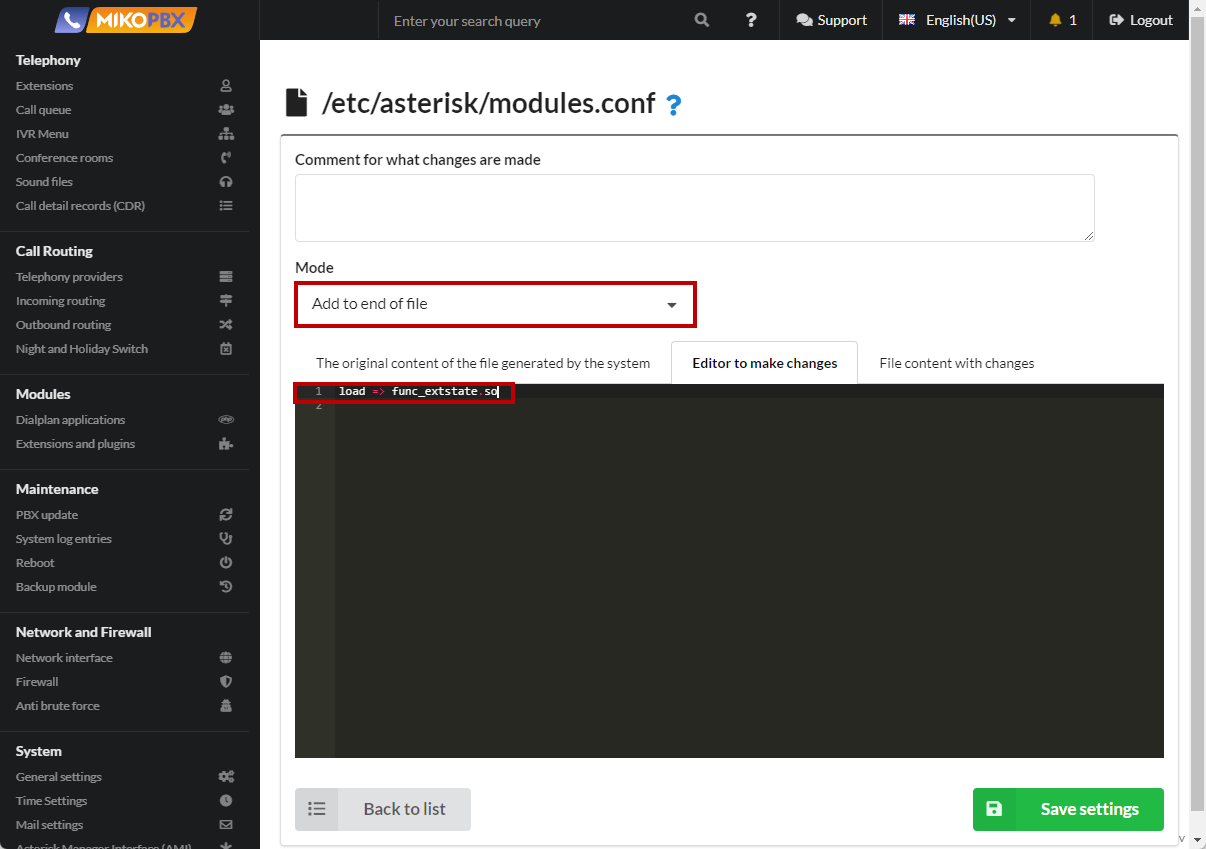 MIKOPBX
Enter your search query
?
Support
English(US)
1
Logout
Telephony
Extensions
Call queue
IVR Menu
Conference rooms
Sound files
Call detail records (CDR)
Call Routing
Telephony providers
Incoming routing
Outbound routing
Night and Holiday Switch
Modules
Dialplan applications
PHP
Extensions and plugins
Maintenance
PBX update
System log entries
Reboot
Backup module
Network and Firewall
Network interface
Firewall
Anti brute force
System
General settings
Time Settings
Mail settings
Asterisk Manager Interface (AMI)
/etc/asterisk/modules.conf ?
Comment for what changes are made
Mode
Add to end of file
The original content of the file generated by the system
Editor to make changes
File content with changes
1 load => func_extstate.so
2
Back to list
Save settings
v